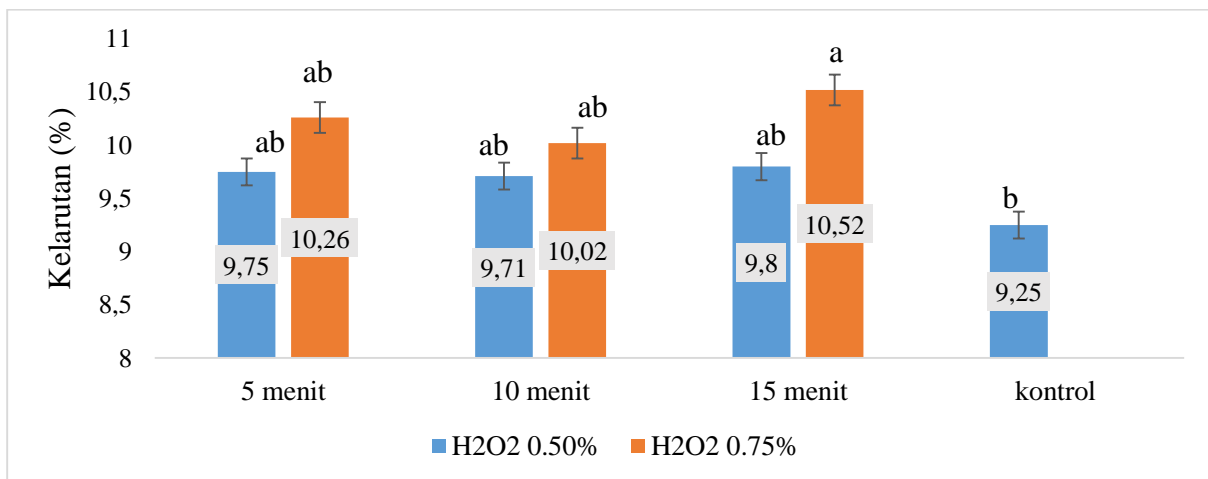 Kelarutan (%)
11
10,5
10
9,5
9
8,5
8
ab
ab
ab
ab
ab
a
b
9,75
10,26
9,71
10,02
9,8
10,52
9,25
5 menit
10 menit
15 menit
kontrol
H2O2 0.50%
H2O2 0.75%